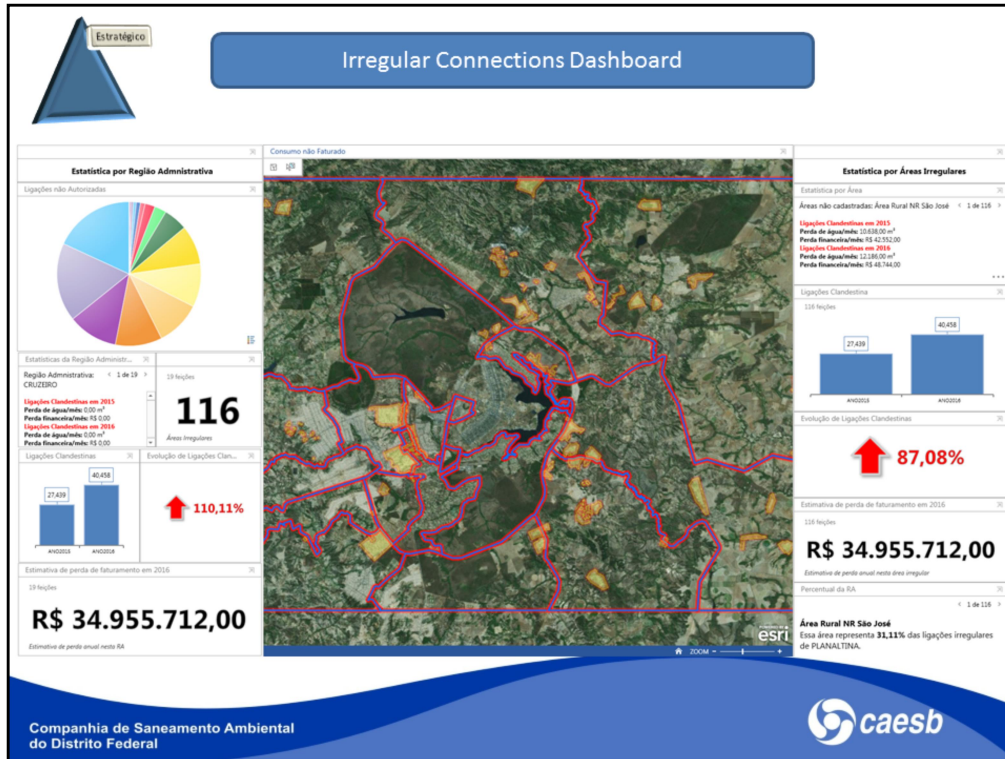 Estratégico
Irregular Connections Dashboard
Estatística por Região Admnistrativa
Ligações não Autorizadas
Estatísticas da Região Administr...
Região Admnistrativa: < 1 de 19 >
CRUZEIRO
Ligações Clandestinas em 2015
Perda de água/mês: 0,00 m³
Perda financeira/mês: R$ 0,00
Ligações Clandestinas em 2016
Perda de água/mês: 0,00 m³
Perda financeira/mês: R$ 0,00
19 feições
116
Áreas Irregulares
Ligações Clandestinas
27,439
40,458
ANO2015
ANO2016
Evolução de Ligações Clan...
110,11%
Estimativa de perda de faturamento em 2016
19 feições
R$ 34.955.712,00
Estimativa de perda anual nesta RA
Consumo não Faturado
esri
ZOOM
Estatística por Áreas Irregulares
Estatística por Área
Áreas não cadastradas: Área Rural NR São José < 1 de 116 >
Ligações Clandestinas em 2015
Perda de água/mês: 10.638,00 m³
Perda financeira/mês: R$ 42.552,00
Ligações Clandestinas em 2016
Perda de água/mês: 12.186,00 m³
Perda financeira/mês: R$ 48.744,00
...
Ligações Clandestina
116 feições
27,439
40,458
ANO2015
ANO2016
Evolução de Ligações Clandestinas
87,08%
Estimativa de perda de faturamento em 2016
116 feições
R$ 34.955.712,00
Estimativa de perda anual nesta área irregular
Percentual da RA
< 1 de 116 >
Área Rural NR São José
Essa área representa 31,11% das ligações irregulares
de PLANALTINA.
Companhia de Saneamento Ambiental
do Distrito Federal
caesb